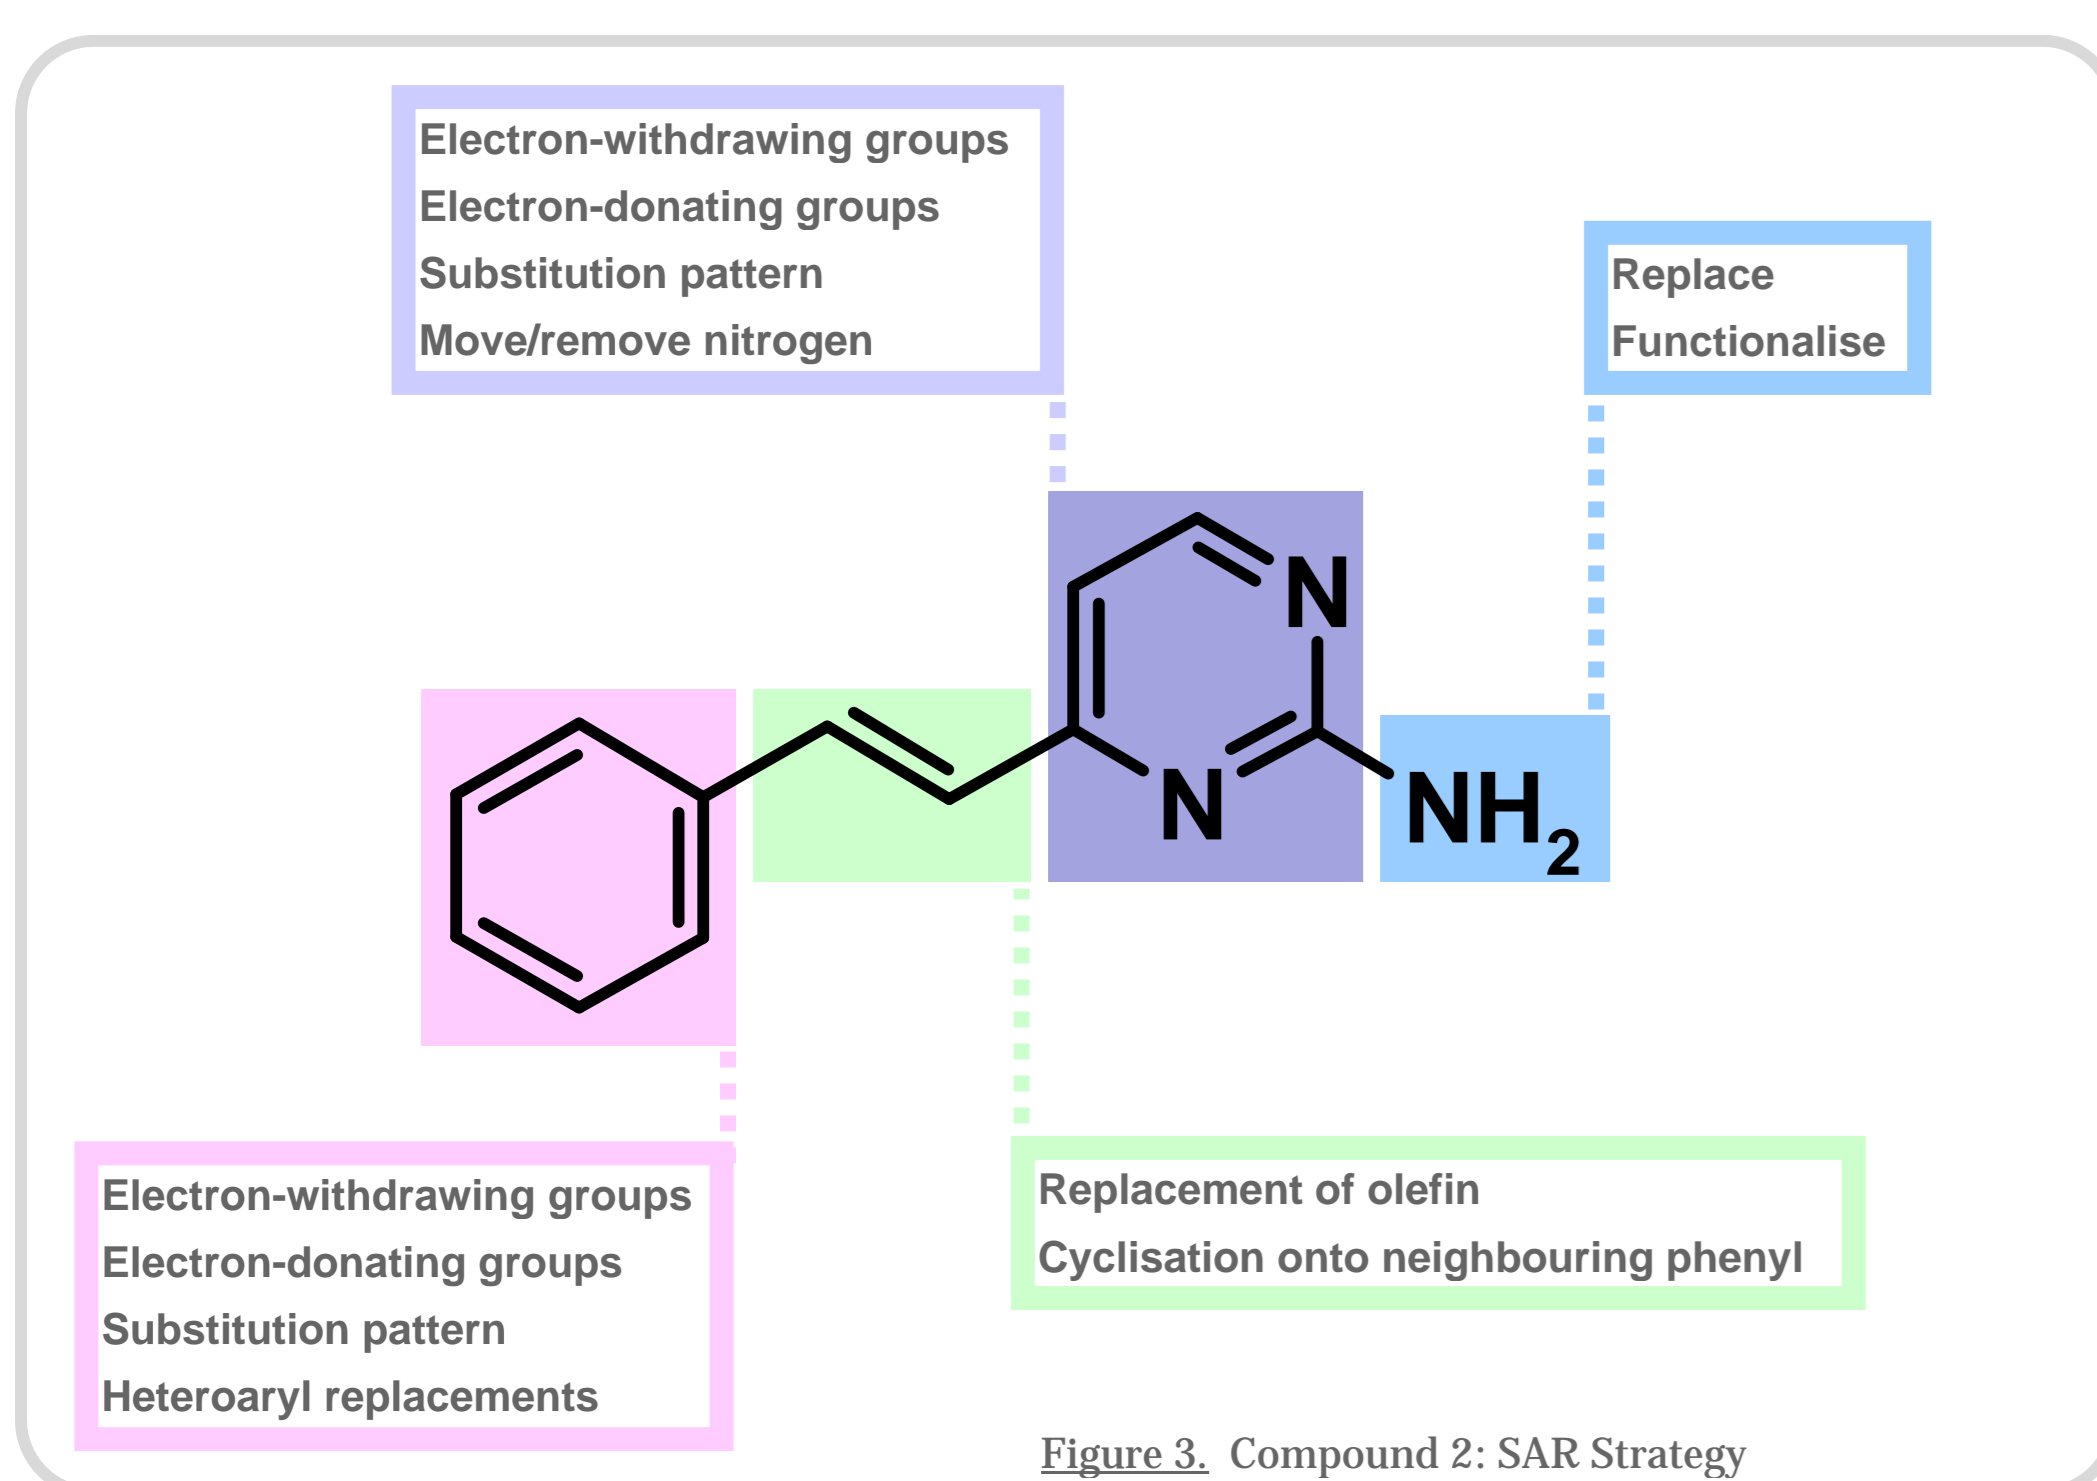 Electron-withdrawing groups
Electron-donating groups
Substitution pattern
Move/remove nitrogen
Replace
Functionalise
N
N
NH2
Electron-withdrawing groups
Electron-donating groups
Substitution pattern
Heteroaryl replacements
Replacement of olefin
Cyclisation onto neighbouring phenyl
Figure 3. Compound 2: SAR Strategy